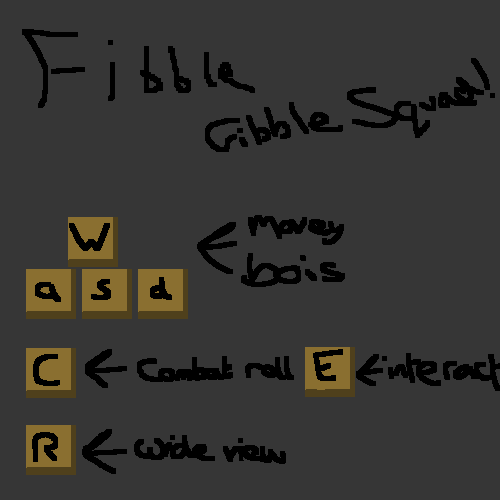 Fibble
Gibble Squad!
W
Movey
a s d
bois
C Combat roll E interact
R wide view